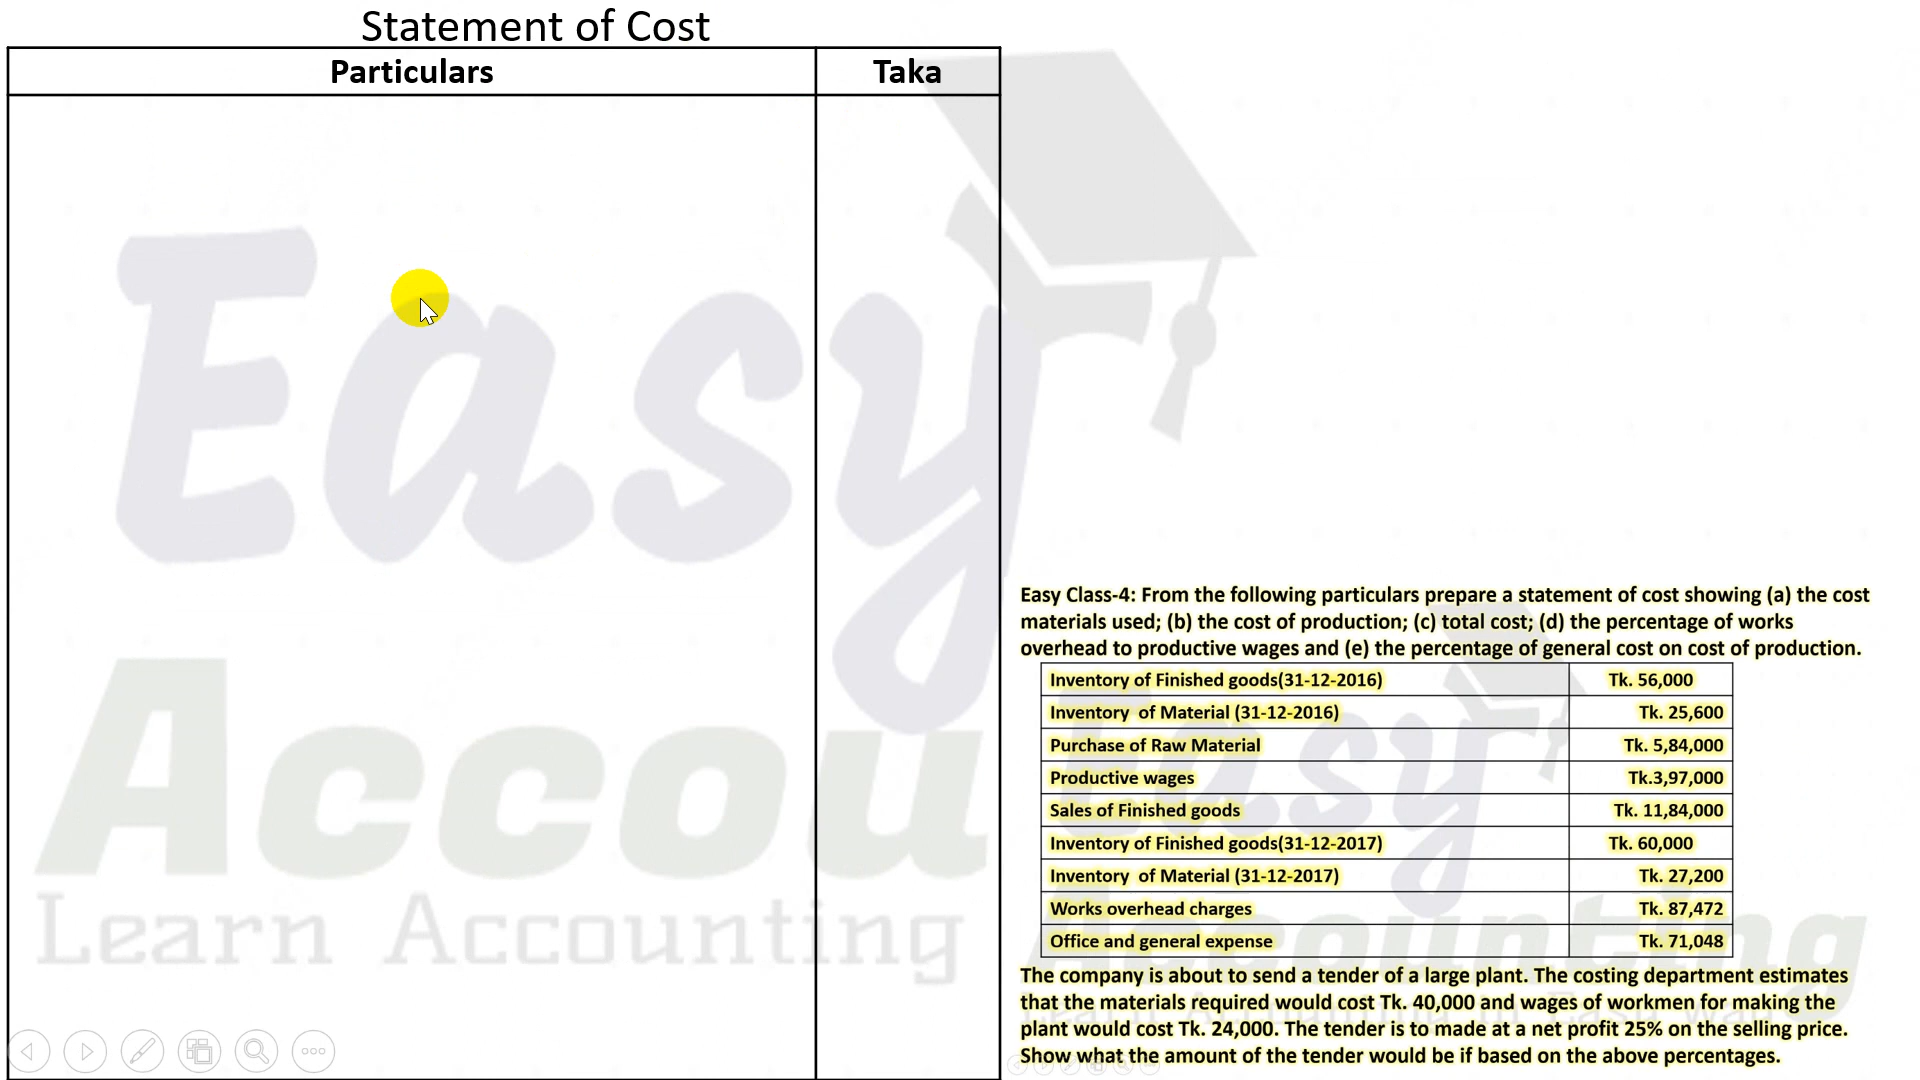 Statement of Cost
Particulars Taka
Easy
Accou
Learn Accounting
Easy Class-4: From the following particulars prepare a statement of cost showing (a) the cost
materials used; (b) the cost of production; (c) total cost; (d) the percentage of works
overhead to productive wages and (e) the percentage of general cost on cost of production.
Inventory of Finished goods(31-12-2016) Tk. 56,000
Inventory of Material (31-12-2016) Tk. 25,600
Purchase of Raw Material Tk. 5,84,000
Productive wages Tk.3,97,000
Sales of Finished goods Tk. 11,84,000
Inventory of Finished goods(31-12-2017) Tk. 60,000
Inventory of Material (31-12-2017) Tk. 27,200
Works overhead charges Tk. 87,472
Office and general expense Tk. 71,048
The company is about to send a tender of a large plant. The costing department estimates
that the materials required would cost Tk. 40,000 and wages of workmen for making the
plant would cost Tk. 24,000. The tender is to made at a net profit 25% on the selling price.
Show what the amount of the tender would be if based on the above percentages.